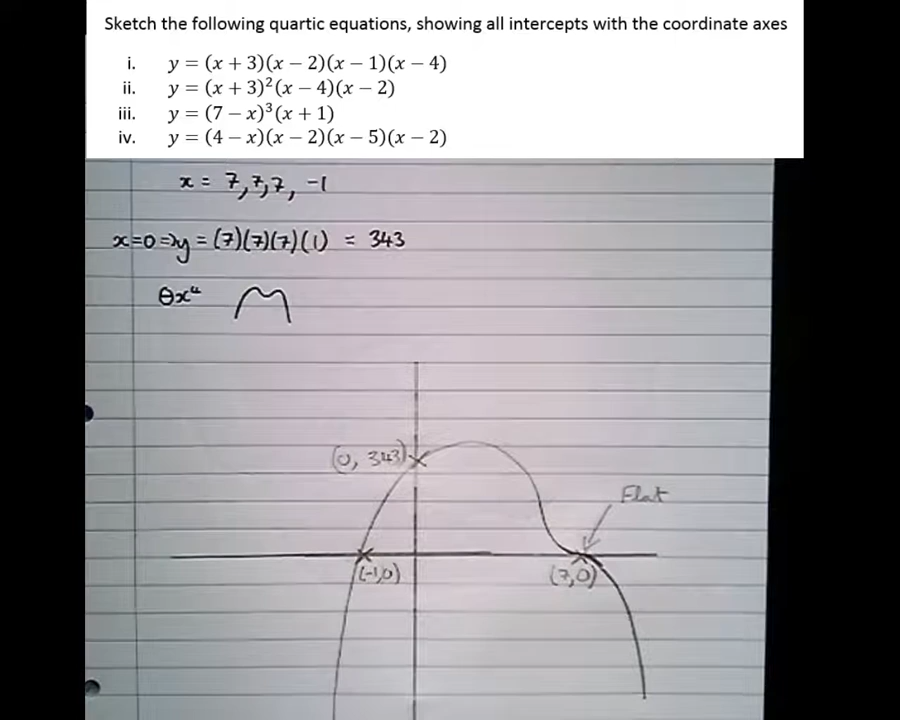 Sketch the following quartic equations, showing all intercepts with the coordinate axes
i. y = (x + 3)(x − 2)(x − 1)(x − 4)
ii. y = (x + 3)²(x − 4)(x − 2)
iii. y = (7 − x)³(x + 1)
iv. y = (4 − x)(x − 2)(x − 5)(x − 2)
x = 7,7,7, -1
x=0 ⇒ y = (7)(7)(7)(1) = 343
⊖x⁴
(0, 343)
Flat
(-1,0)
(7,0)